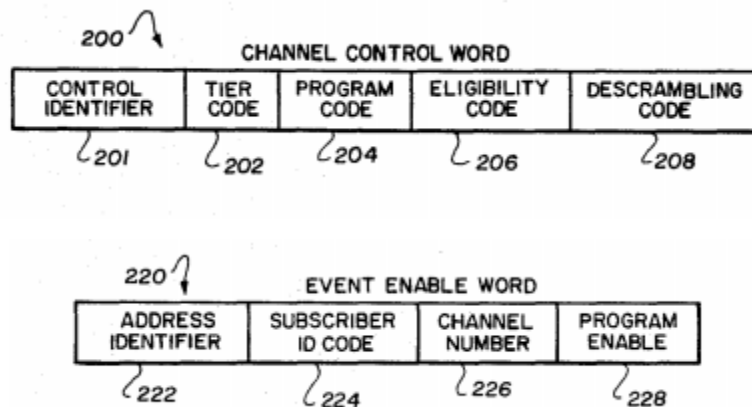 200
CHANNEL CONTROL WORD
CONTROL IDENTIFIER
TIER CODE
PROGRAM CODE
ELIGIBILITY CODE
DESCRAMBLING CODE
201
202
204
206
208
220
EVENT ENABLE WORD
ADDRESS IDENTIFIER
SUBSCRIBER ID CODE
CHANNEL NUMBER
PROGRAM ENABLE
222
224
226
228